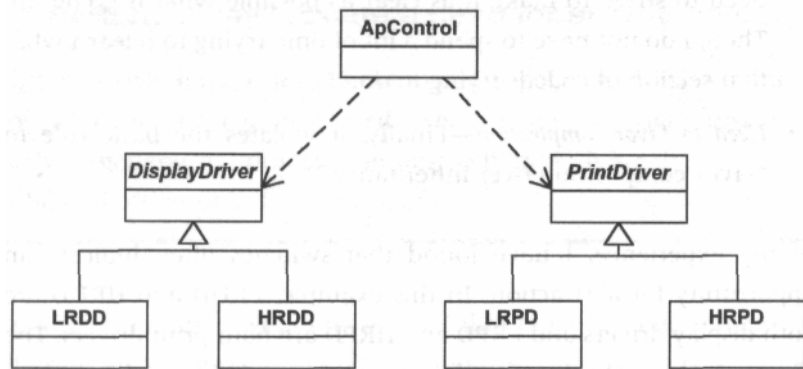 ApControl
DisplayDriver
PrintDriver
LRDD
HRDD
LRPD
HRPD